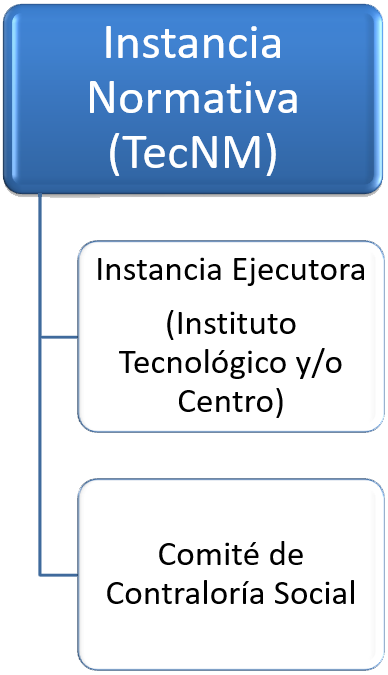 Instancia
Normativa
(TecNM)
Instancia Ejecutora
(Instituto
Tecnológico y/o
Centro)
Comité de
Contraloría Social